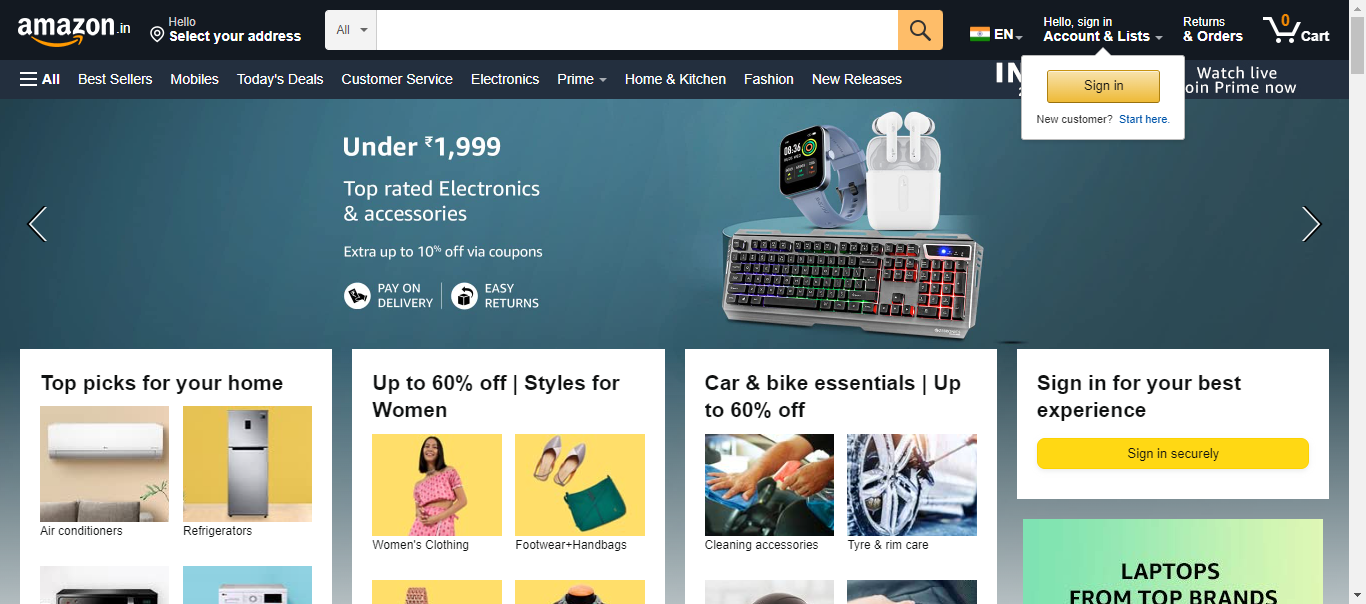 amazon.in
Hello
Select your address
All
EN
Hello, sign in
Account & Lists
Returns
& Orders
0
Cart
All
Best Sellers
Mobiles
Today's Deals
Customer Service
Electronics
Prime
Home & Kitchen
Fashion
New Releases
IN
Watch live
oin Prime now
Sign in
New customer? Start here.
Under ₹1,999
Top rated Electronics
& accessories
Extra up to 10% off via coupons
PAY ON
DELIVERY
EASY
RETURNS
08:36
Top picks for your home
Air conditioners
Refrigerators
Up to 60% off | Styles for
Women
Women's Clothing
Footwear+Handbags
Car & bike essentials | Up
to 60% off
Cleaning accessories
Tyre & rim care
Sign in for your best
experience
Sign in securely
LAPTOPS
FROM TOP BRANDS